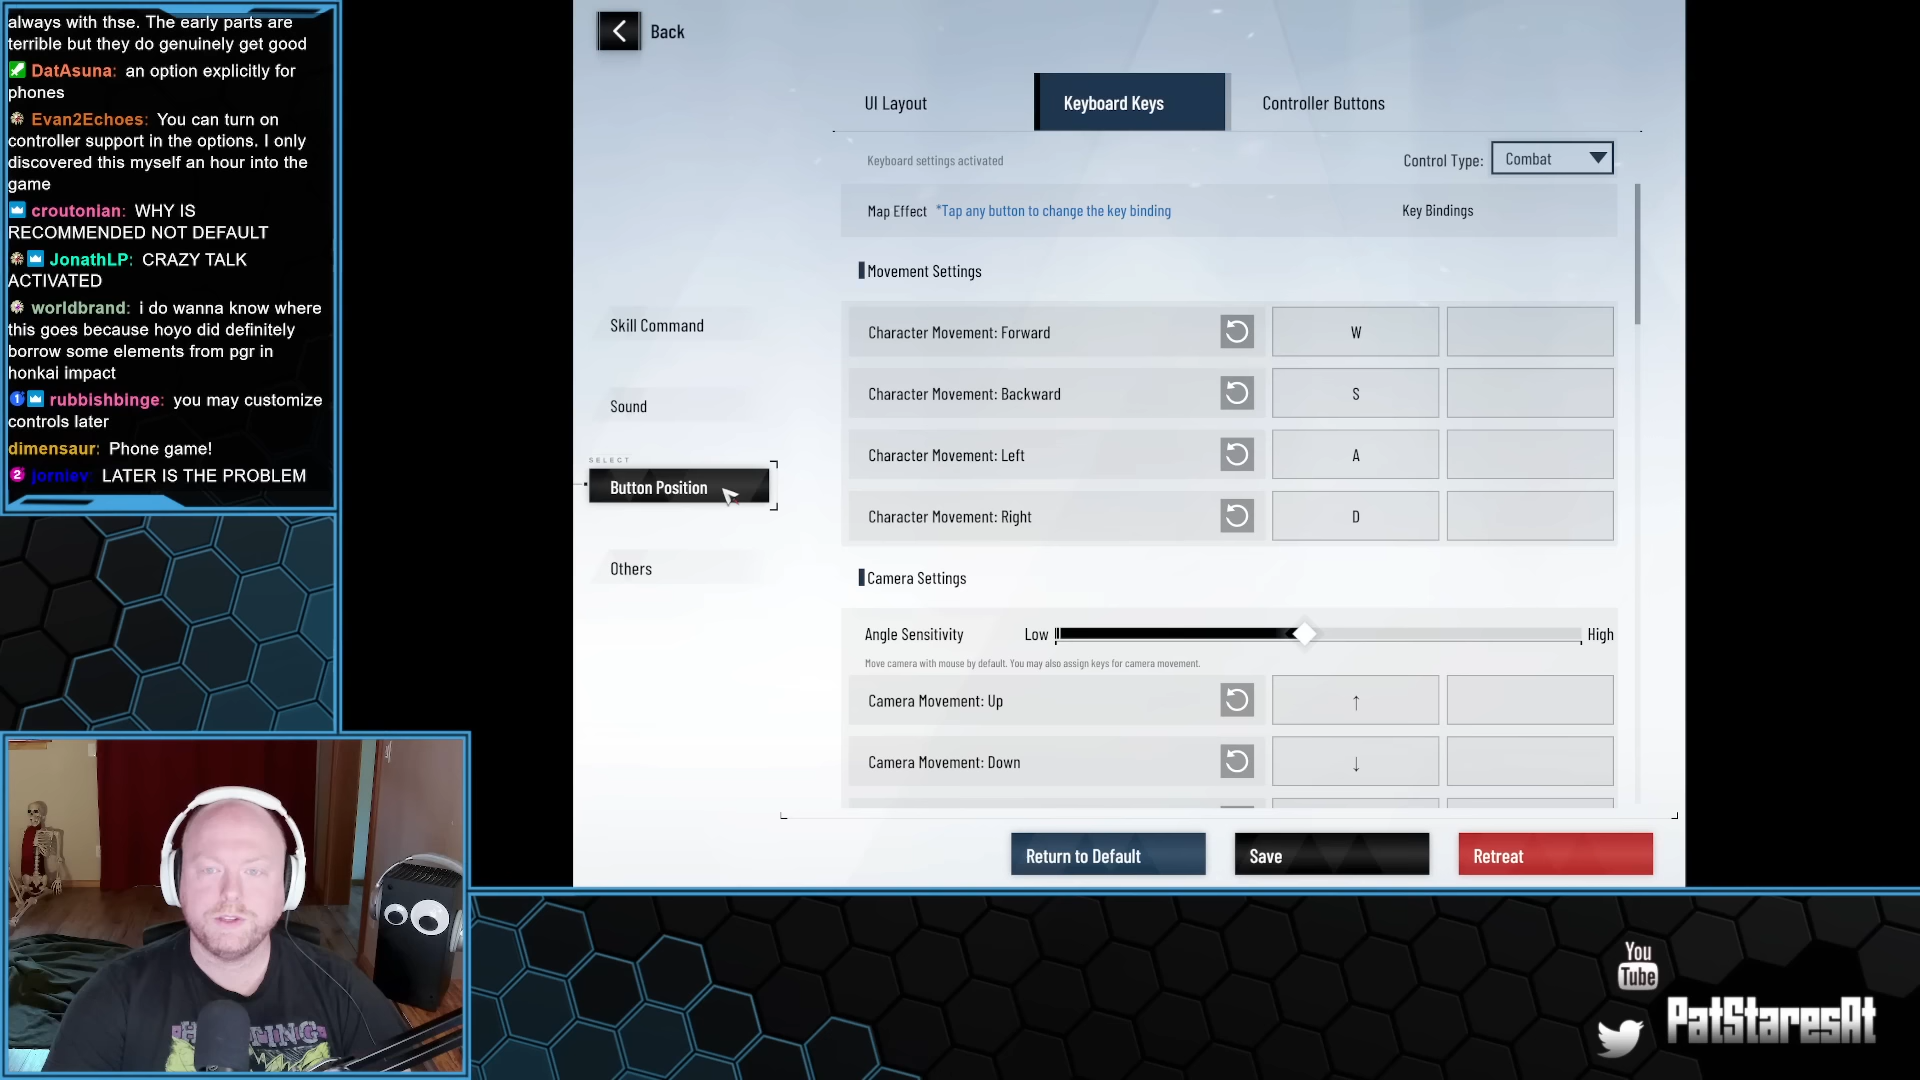 always with thse. The early parts are
terrible but they do genuinely get good
DatAsuna: an option explicitly for
phones
Evan2Echoes: You can turn on
controller support in the options. I only
discovered this myself an hour into the
game
croutonian: WHY IS
RECOMMENDED NOT DEFAULT
JonathLP: CRAZY TALK
ACTIVATED
worldbrand: i do wanna know where
this goes because hoyo did definitely
borrow some elements from pgr in
honkai impact
1 rubbishbinge: you may customize
controls later
dimensaur: Phone game!
2 jorniev: LATER IS THE PROBLEM
Back
UI Layout
Keyboard Keys
Controller Buttons
Keyboard settings activated
Control Type: Combat
Map Effect *Tap any button to change the key binding
Key Bindings
Movement Settings
Character Movement: Forward
W
Character Movement: Backward
S
Character Movement: Left
A
Character Movement: Right
D
Camera Settings
Angle Sensitivity
Low
High
Move camera with mouse by default. You may also assign keys for camera movement.
Camera Movement: Up
↑
Camera Movement: Down
↓
Skill Command
Sound
SELECT
Button Position
Others
Return to Default
Save
Retreat
You
Tube
PatStaresAt